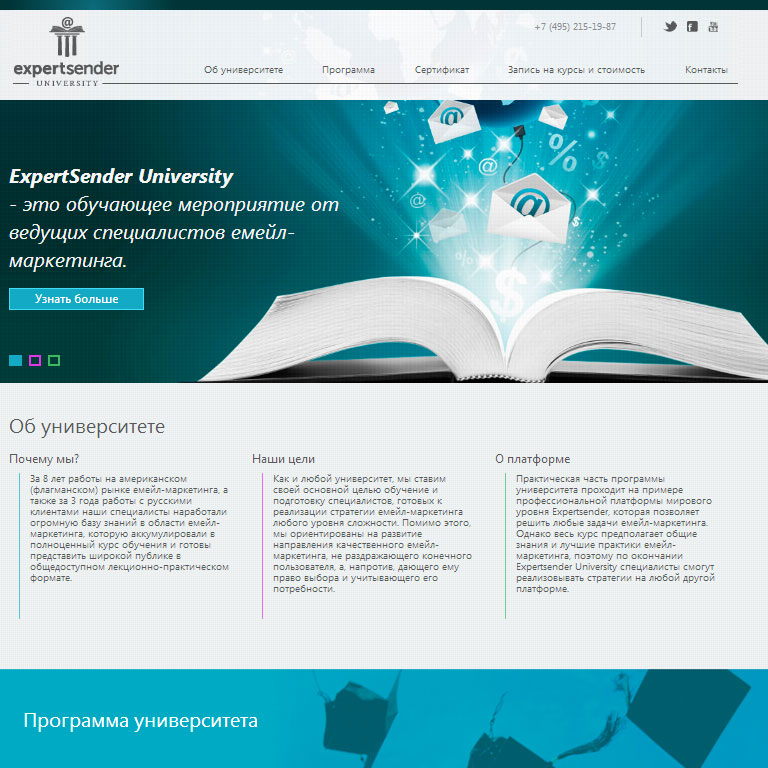 @
expertsender
UNIVERSITY
+7 (495) 215-19-87
You
Об университете
Программа
Сертификат
Запись на курсы и стоимость
Контакты
ExpertSender University
- это обучающее мероприятие от
ведущих специалистов емейл-
маркетинга.
Узнать больше
Об университете
Почему мы?
За 8 лет работы на американском
(флагманском) рынке емейл-маркетинга, а
также за 3 года работы с русскими
клиентами наши специалисты наработали
огромную базу знаний в области емейл-
маркетинга, которую аккумулировали в
полноценный курс обучения и готовы
представить широкой публике в
общедоступном лекционно-практическом
формате.
Наши цели
Как и любой университет, мы ставим
своей основной целью обучение и
подготовку специалистов, готовых к
реализации стратегии емейл-маркетинга
любого уровня сложности. Помимо этого,
мы ориентированы на развитие
направления качественного емейл-
маркетинга, не раздражающего конечного
пользователя, а, напротив, дающего ему
право выбора и учитывающего его
потребности.
О платформе
Практическая часть программы
университета проходит на примере
профессиональной платформы мирового
уровня Expertsender, которая позволяет
решить любые задачи емейл-маркетинга.
Однако весь курс предполагает общие
знания и лучшие практики емейл-
маркетинга, поэтому по окончании
Expertsender University специалисты смогут
реализовывать стратегии на любой другой
платформе.
Программа университета